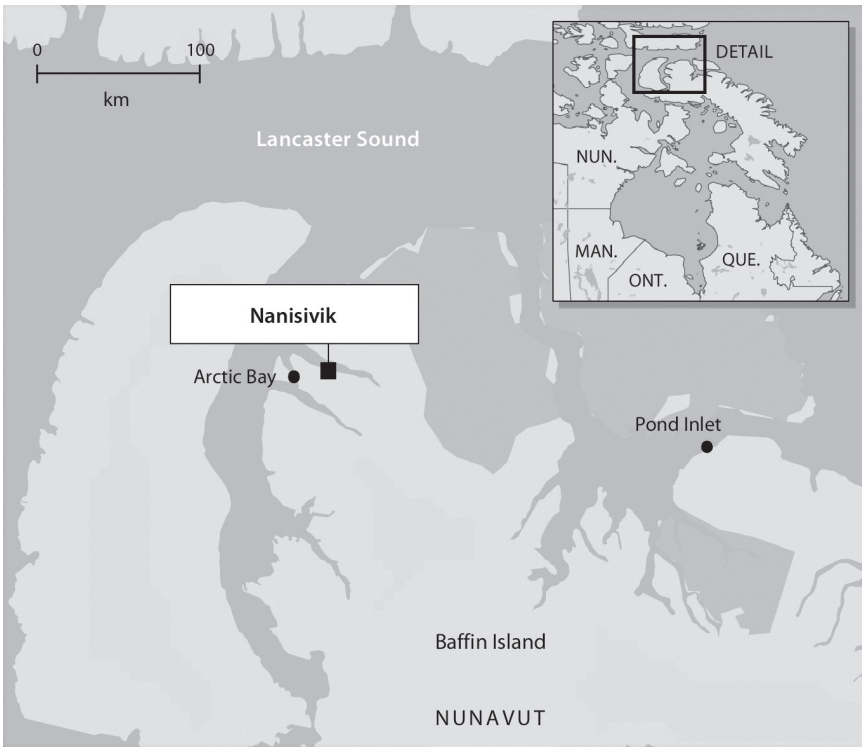 0 100
km
DETAIL
Lancaster Sound
NUN.
MAN.
QUE.
ONT.
Nanisivik
Arctic Bay
Pond Inlet
Baffin Island
NUNAVUT